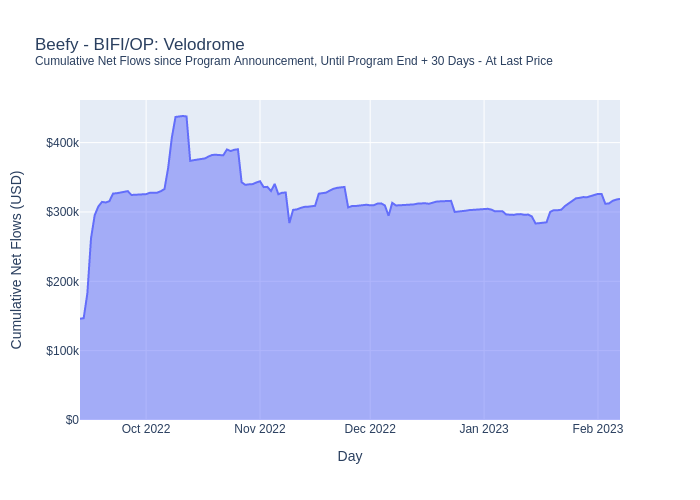 Beefy - BIFI/OP: Velodrome
Cumulative Net Flows since Program Announcement, Until Program End + 30 Days - At Last Price
Cumulative Net Flows (USD)
$400k
$300k
$200k
$100k
$0
Oct 2022
Nov 2022
Dec 2022
Jan 2023
Feb 2023
Day